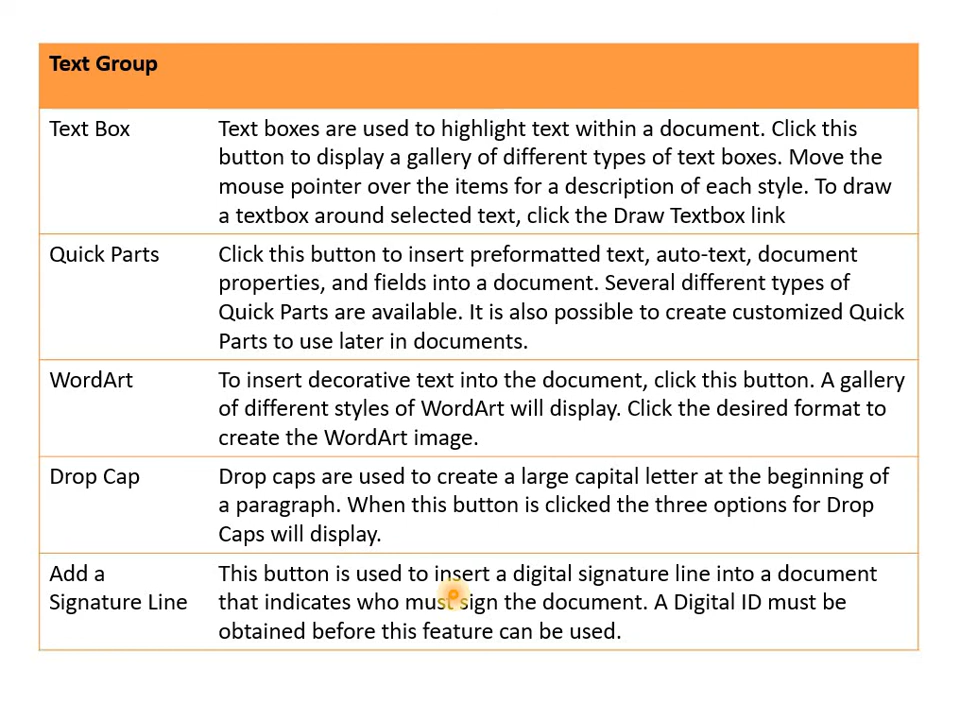 Text Group
Text Box
Text boxes are used to highlight text within a document. Click this
button to display a gallery of different types of text boxes. Move the
mouse pointer over the items for a description of each style. To draw
a textbox around selected text, click the Draw Textbox link
Quick Parts
Click this button to insert preformatted text, auto-text, document
properties, and fields into a document. Several different types of
Quick Parts are available. It is also possible to create customized Quick
Parts to use later in documents.
WordArt
To insert decorative text into the document, click this button. A gallery
of different styles of WordArt will display. Click the desired format to
create the WordArt image.
Drop Cap
Drop caps are used to create a large capital letter at the beginning of
a paragraph. When this button is clicked the three options for Drop
Caps will display.
Add a
Signature Line
This button is used to insert a digital signature line into a document
that indicates who must sign the document. A Digital ID must be
obtained before this feature can be used.